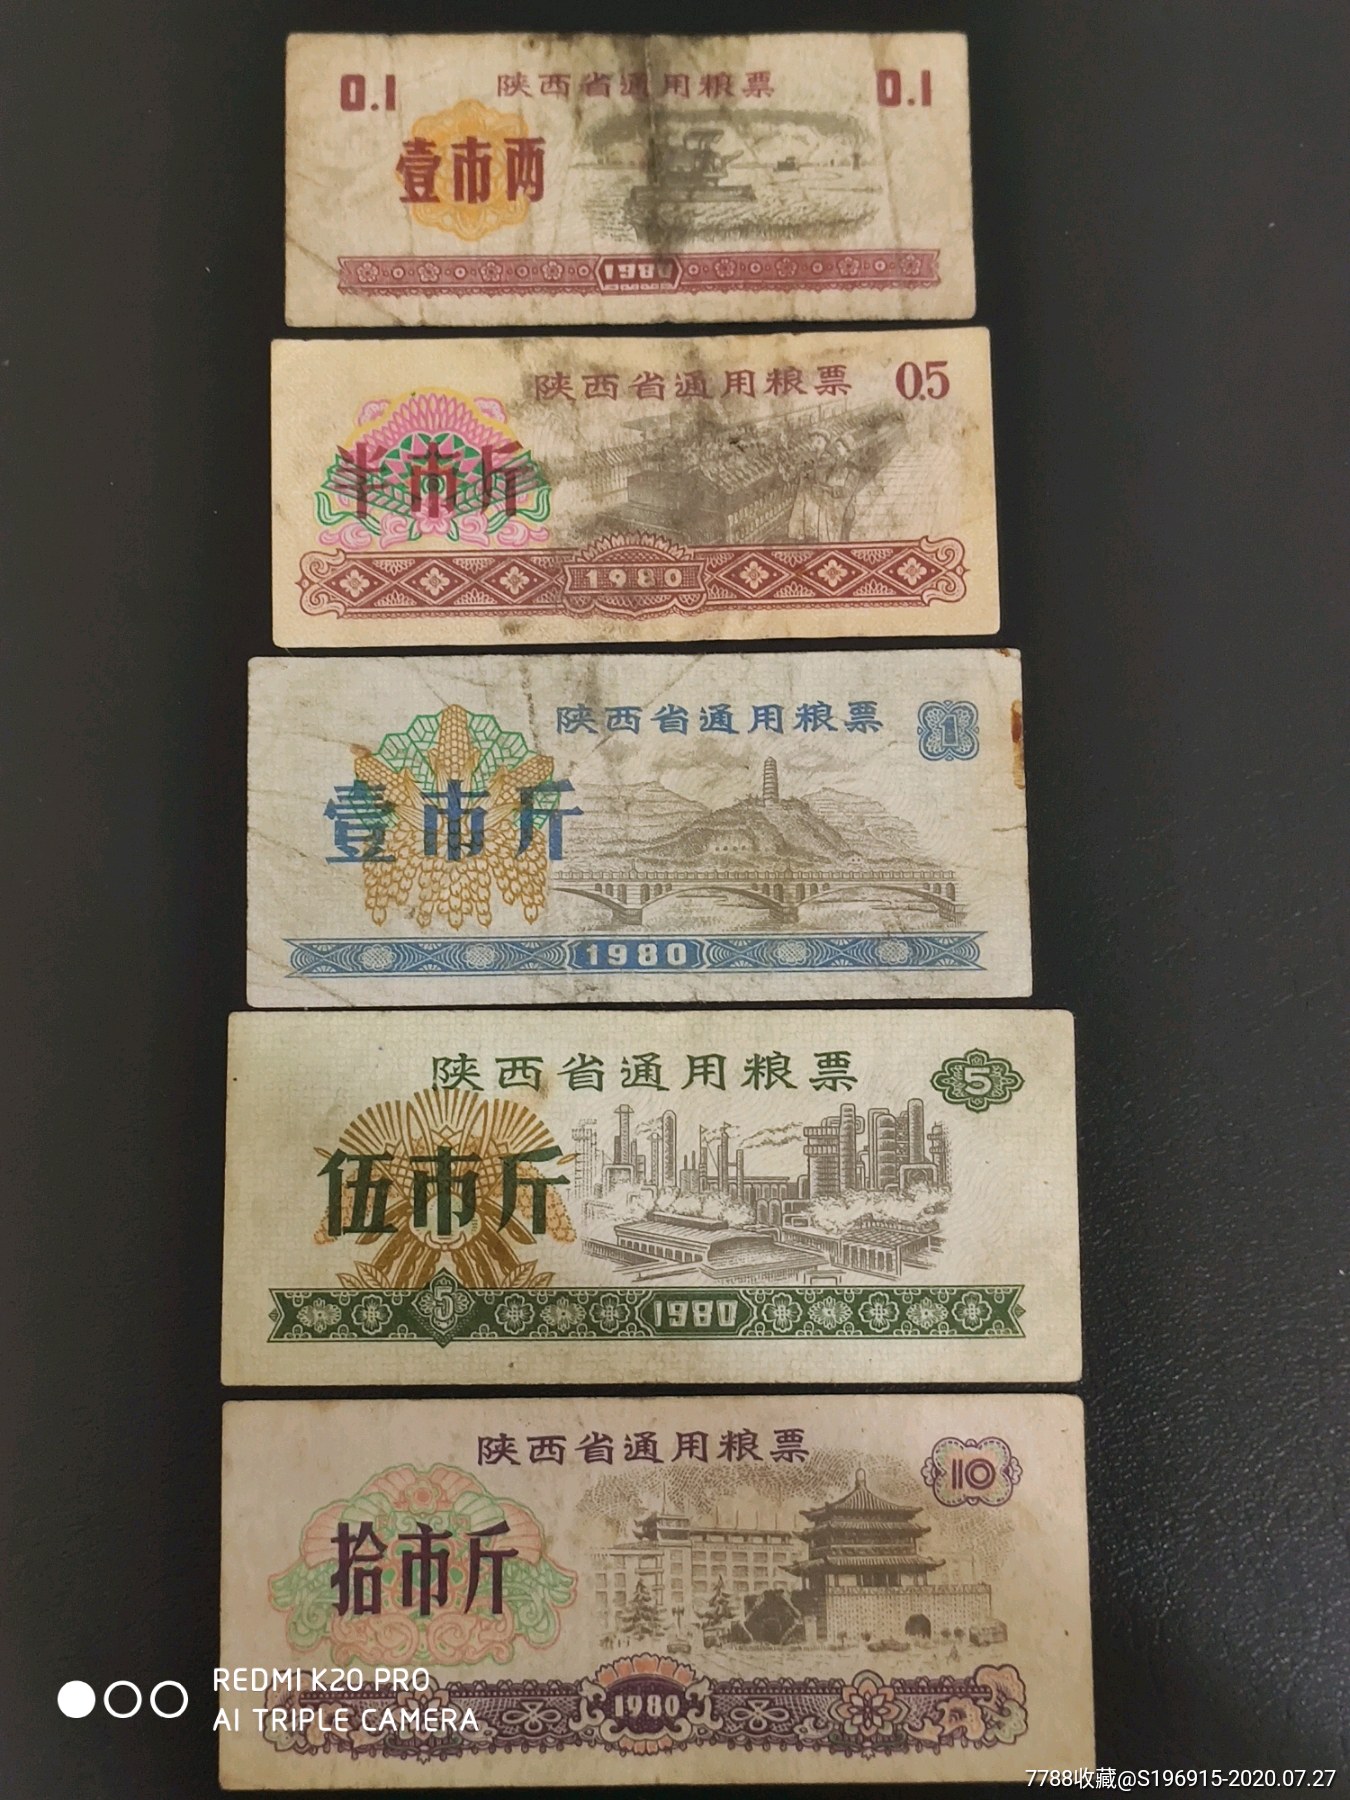 0.1 陕西省通用粮票 0.1
壹市两
1980
陕西省通用粮票 0.5
半市斤
1980
陕西省通用粮票 1
壹市斤
1980
陕西省通用粮票 5
伍市斤
5 1980
陕西省通用粮票 10
拾市斤
1980
REDMI K20 PRO
AI TRIPLE CAMERA
7788收藏@S196915-2020.07.27